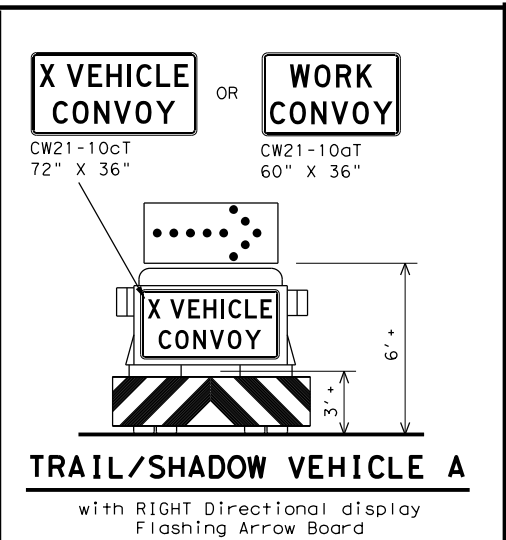 X VEHICLE
CONVOY
OR
WORK
CONVOY
CW21-10cT
72" X 36"
CW21-10aT
60" X 36"
X VEHICLE
CONVOY
6'+
3'+
TRAIL/SHADOW VEHICLE A
with RIGHT Directional display
Flashing Arrow Board